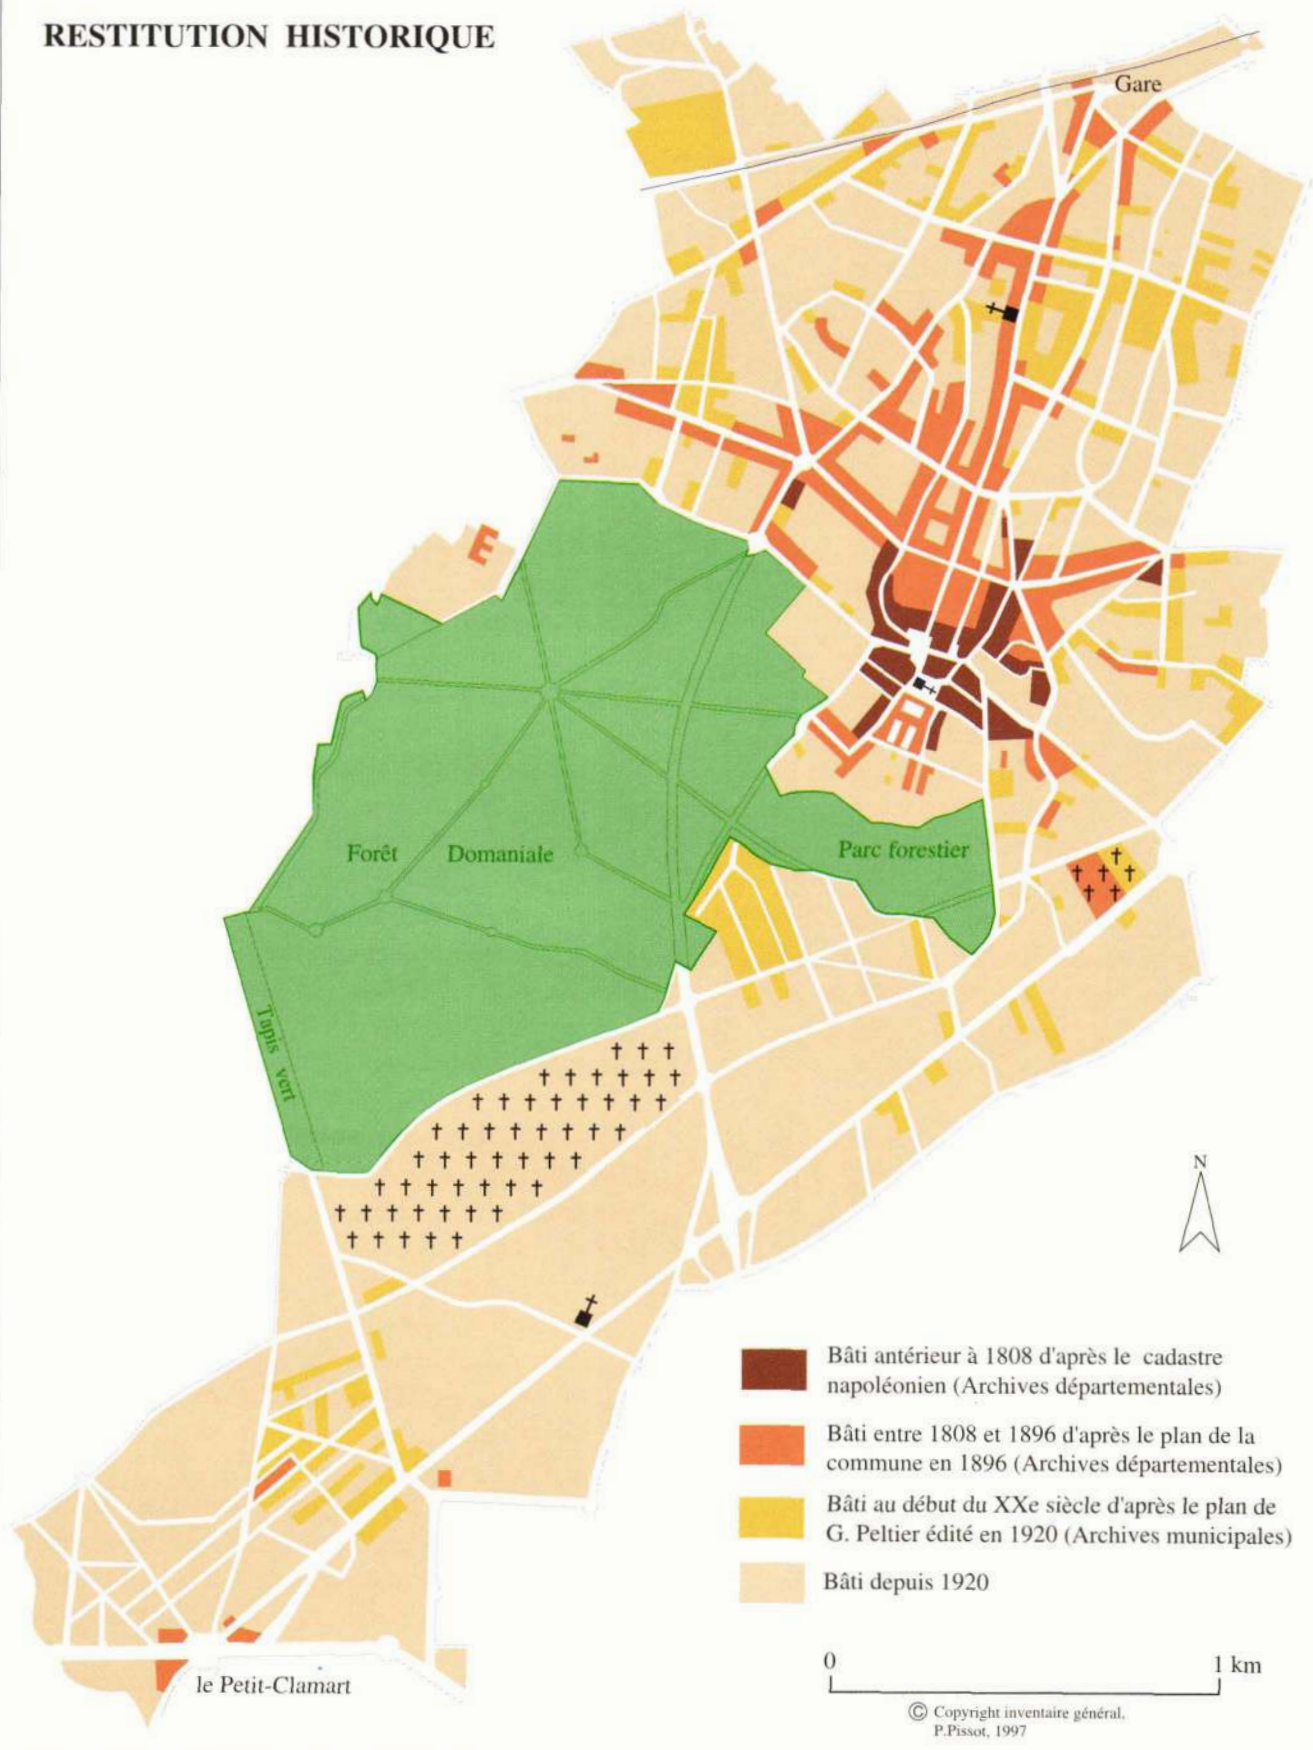 RESTITUTION HISTORIQUE
Gare
Forêt Domaniale
Parc forestier
Tapis vert
N
Bâti antérieur à 1808 d'après le cadastre
napoléonien (Archives départementales)
Bâti entre 1808 et 1896 d'après le plan de la
commune en 1896 (Archives départementales)
Bâti au début du XXe siècle d'après le plan de
G. Peltier édité en 1920 (Archives municipales)
Bâti depuis 1920
0 1 km
le Petit-Clamart
© Copyright inventaire général,
P.Pissot, 1997